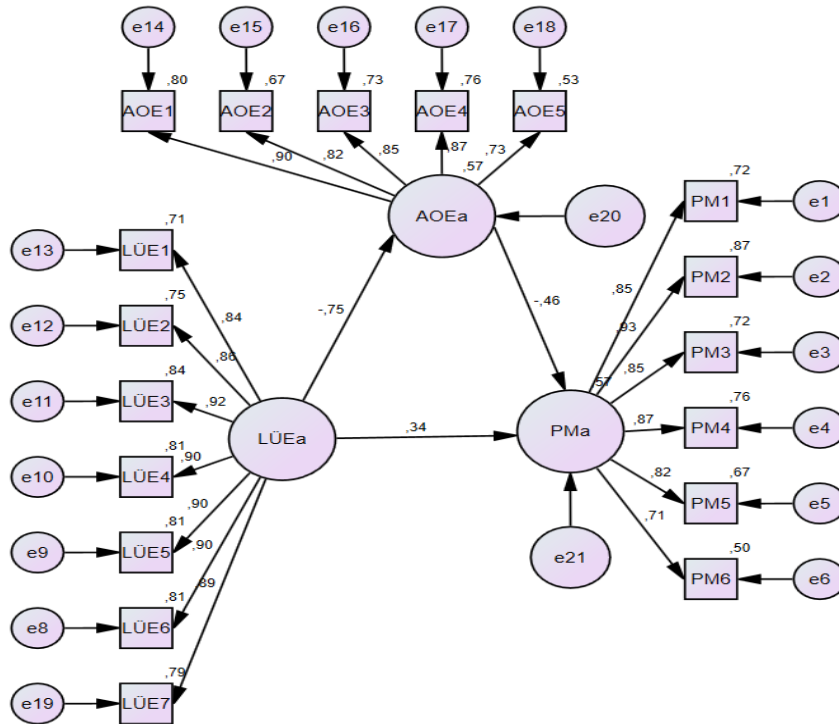 e14 e15 e16 e17 e18
,80 ,67 ,73 ,76 ,53
AOE1 AOE2 AOE3 AOE4 AOE5
,90 ,82 ,85 ,87 ,73
,57
AOEa
e20
,72
PM1
e1
,71
e13
LÜE1
,87
PM2
e2
,75
e12
LÜE2
,84
-,75
-,46
,85
,93
,72
PM3
e3
,86
,84
e11
LÜE3
,92
,85
,57
,76
PM4
e4
LÜEa
,34
PMa
,87
,81
e10
LÜE4
,90
,82
,67
PM5
e5
,90
,81
e9
LÜE5
,90
,71
e21
,50
PM6
e6
,89
,81
e8
LÜE6
,79
e19
LÜE7